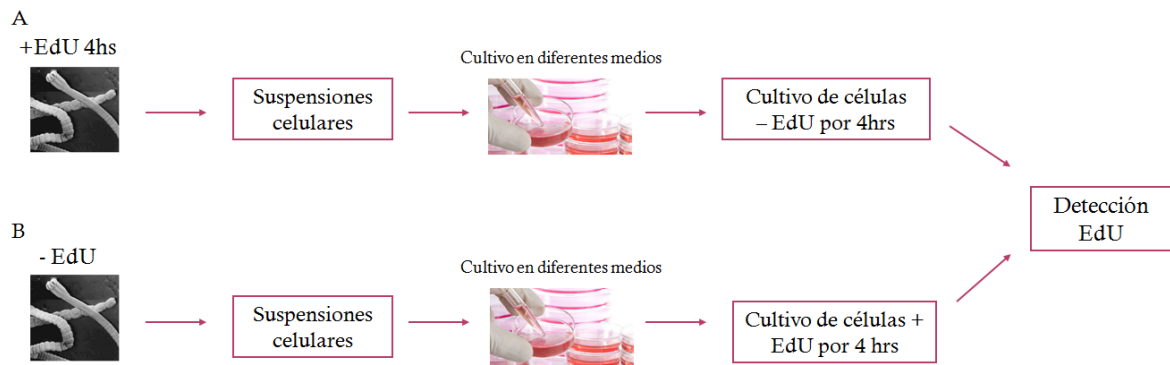 A
+EdU 4hs
Suspensiones
celulares
Cultivo en diferentes medios
Cultivo de células
– EdU por 4hrs
B
- EdU
Suspensiones
celulares
Cultivo en diferentes medios
Cultivo de células +
EdU por 4 hrs
Detección
EdU